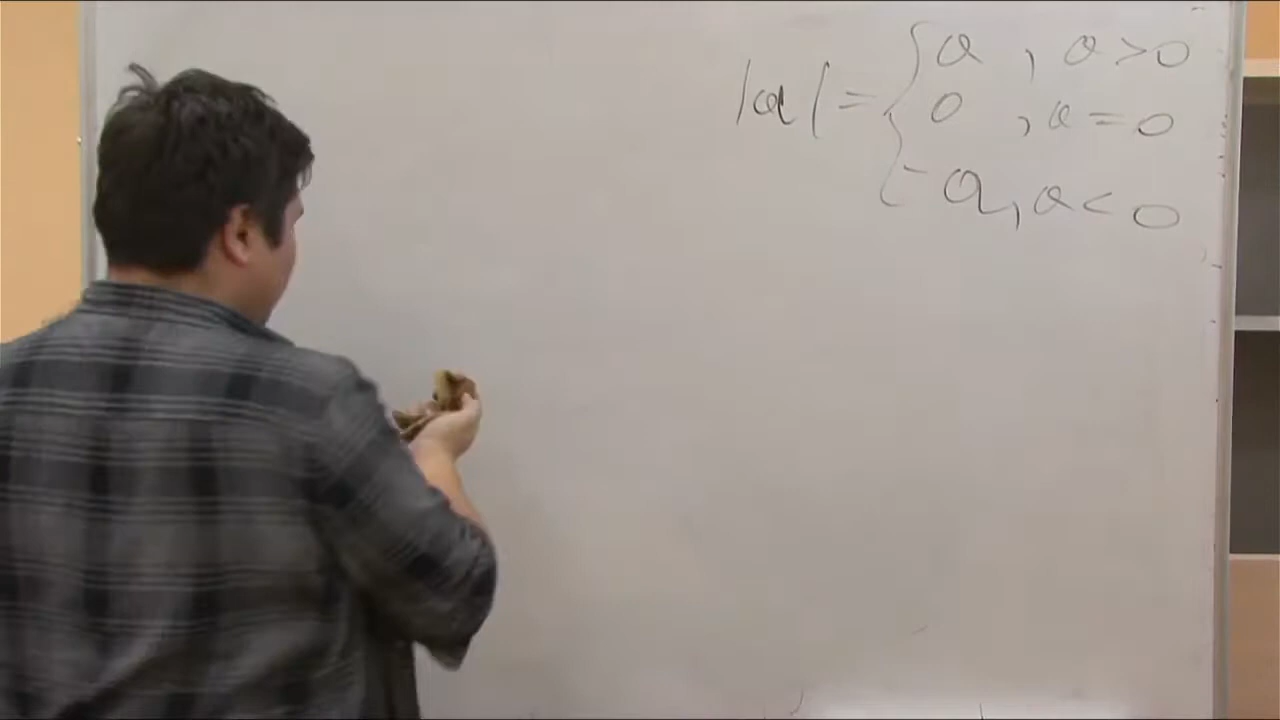 |a| = { a , a > 0
0 , a = 0
- a, a < 0